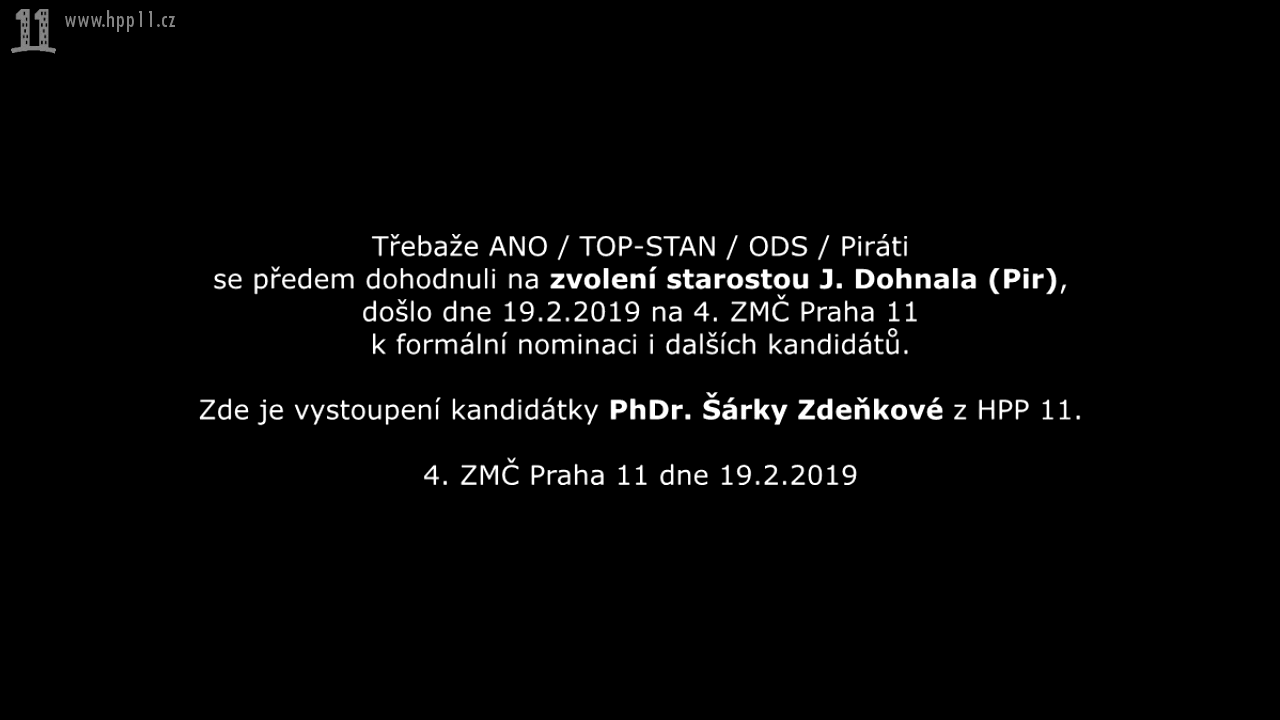 11 www.hpp11.cz
Třebaže ANO / TOP-STAN / ODS / Piráti
se předem dohodnuli na zvolení starostou J. Dohnala (Pir),
došlo dne 19.2.2019 na 4. ZMČ Praha 11
k formální nominaci i dalších kandidátů.
Zde je vystoupení kandidátky PhDr. Šárky Zdeňkové z HPP 11.
4. ZMČ Praha 11 dne 19.2.2019